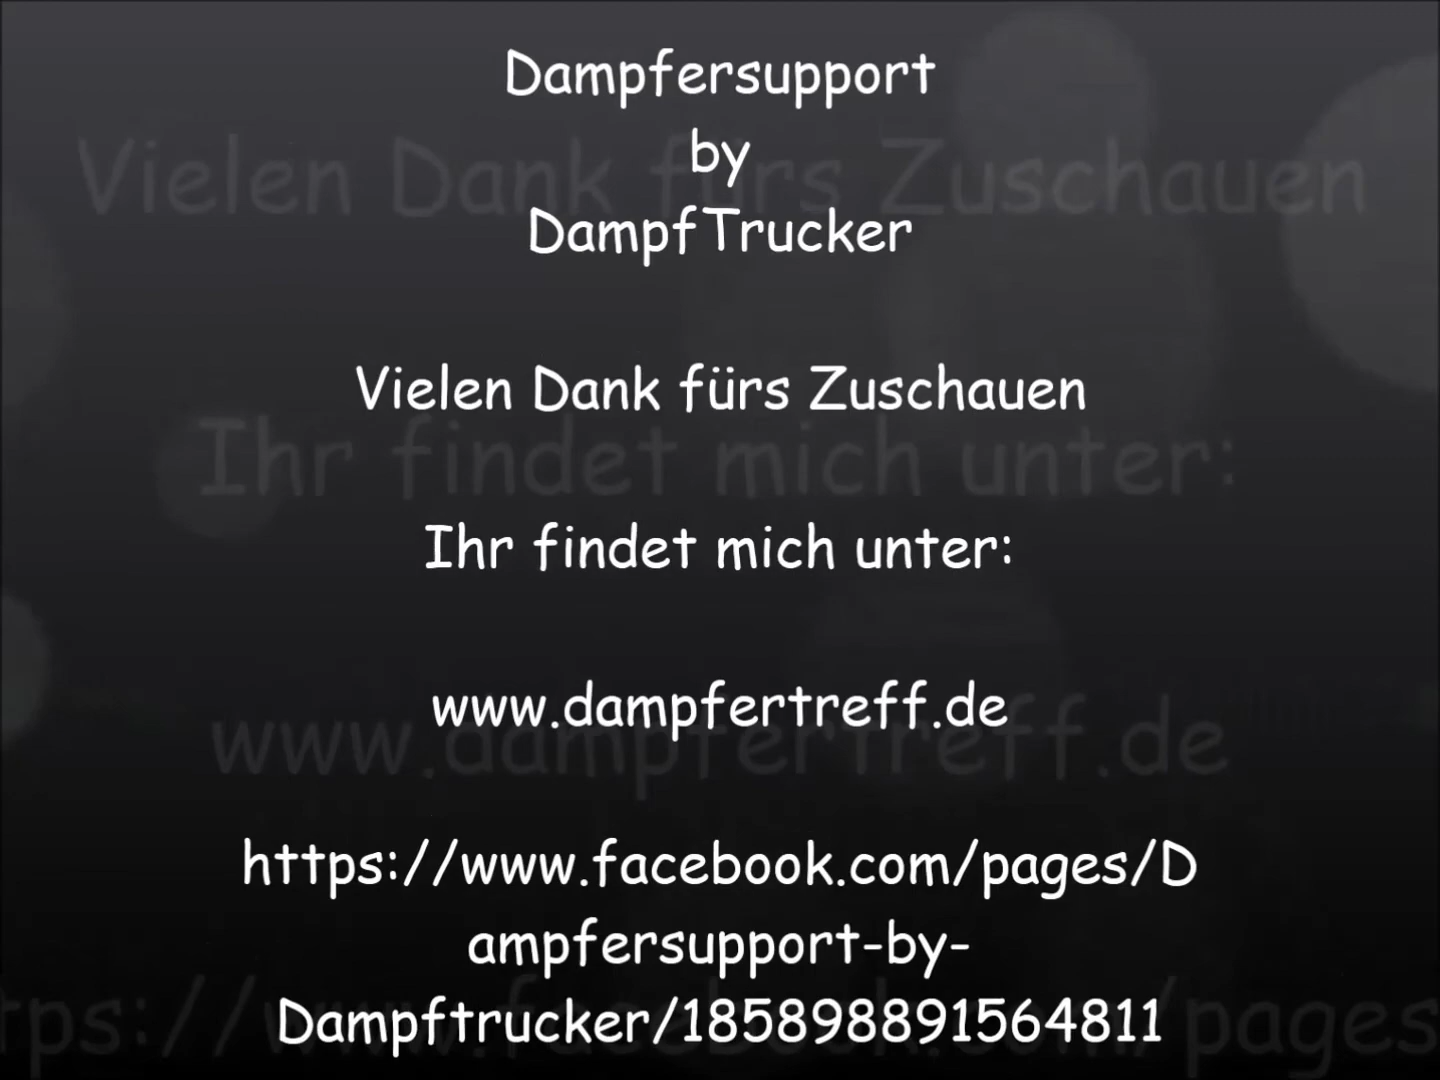 Dampfersupport
by
DampfTrucker
Vielen Dank fürs Zuschauen
Ihr findet mich unter:
www.dampfertreff.de
https://www.facebook.com/pages/D
ampfersupport-by-
Dampftrucker/185898891564811